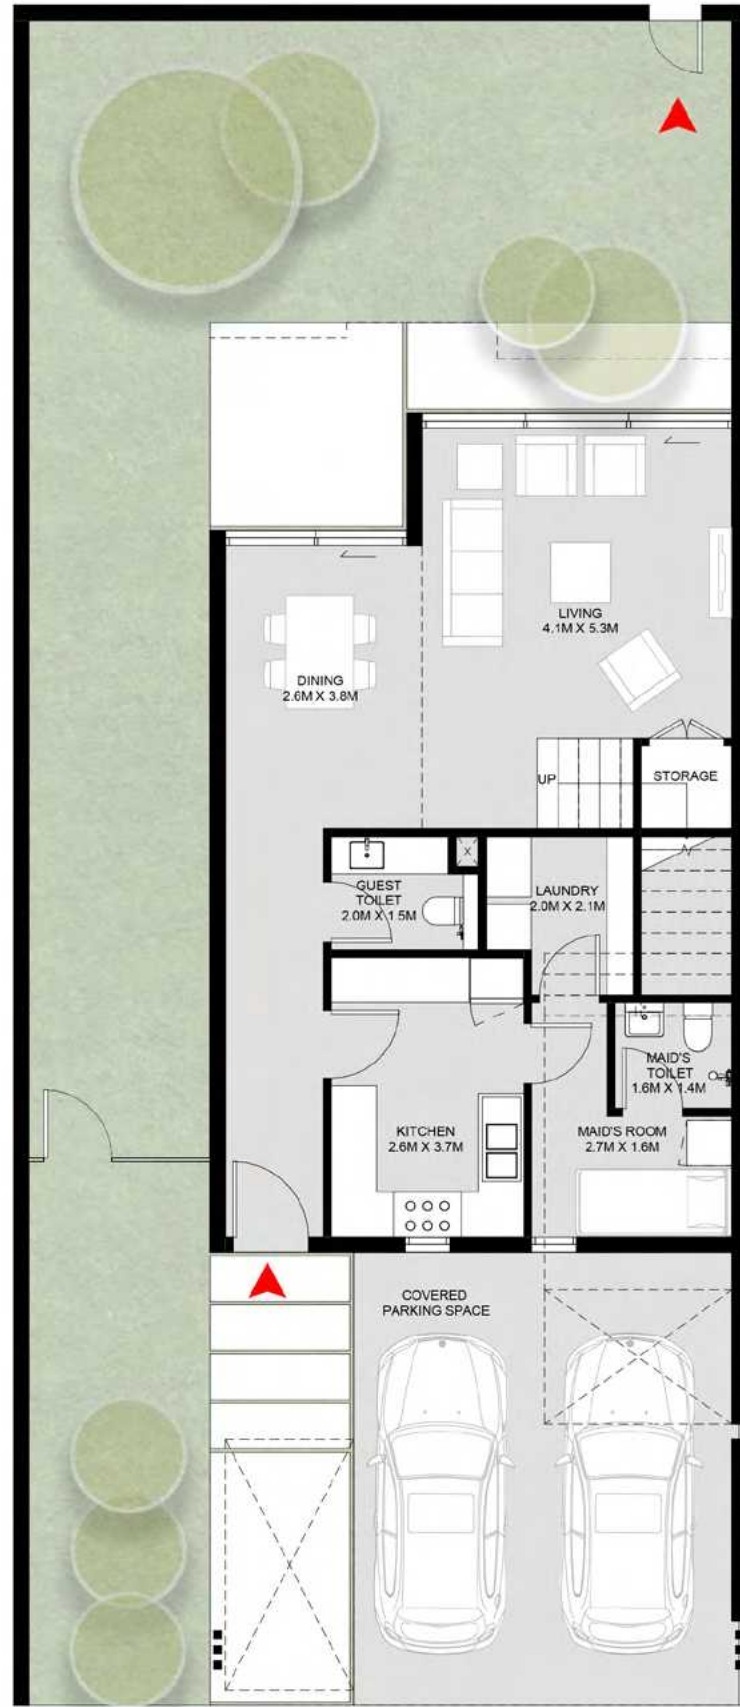 LIVING
4.1M X 5.3M
DINING
2.6M X 3.8M
UP
STORAGE
X
GUEST
TOILET
2.0M X 1.5M
LAUNDRY
2.0M X 2.1M
MAID'S
TOILET
1.6M X 1.4M
KITCHEN
2.6M X 3.7M
MAID'S ROOM
2.7M X 1.6M
COVERED
PARKING SPACE